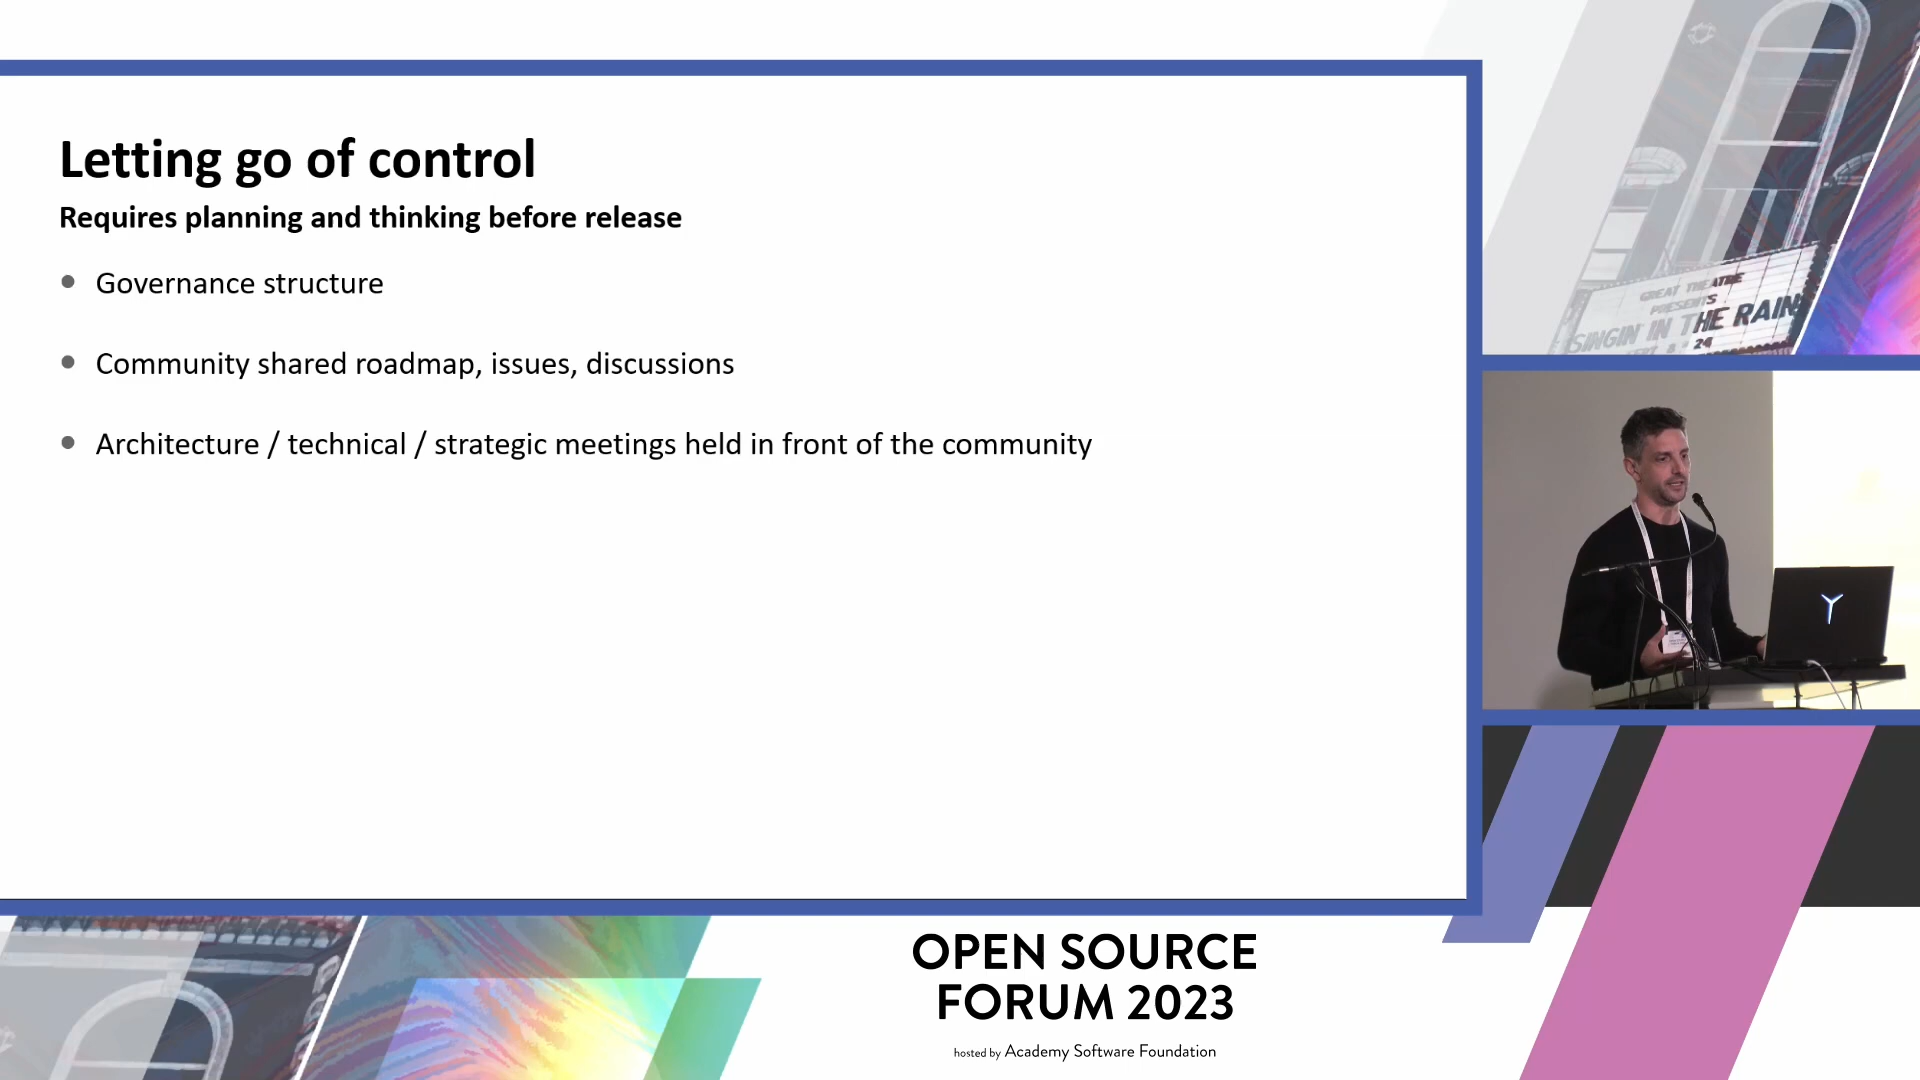 Letting go of control
Requires planning and thinking before release
Governance structure
Community shared roadmap, issues, discussions
Architecture / technical / strategic meetings held in front of the community
GREAT THEATRE
PRESENTS
SINGIN' IN THE RAIN
24
OPEN SOURCE
FORUM 2023
hosted by Academy Software Foundation